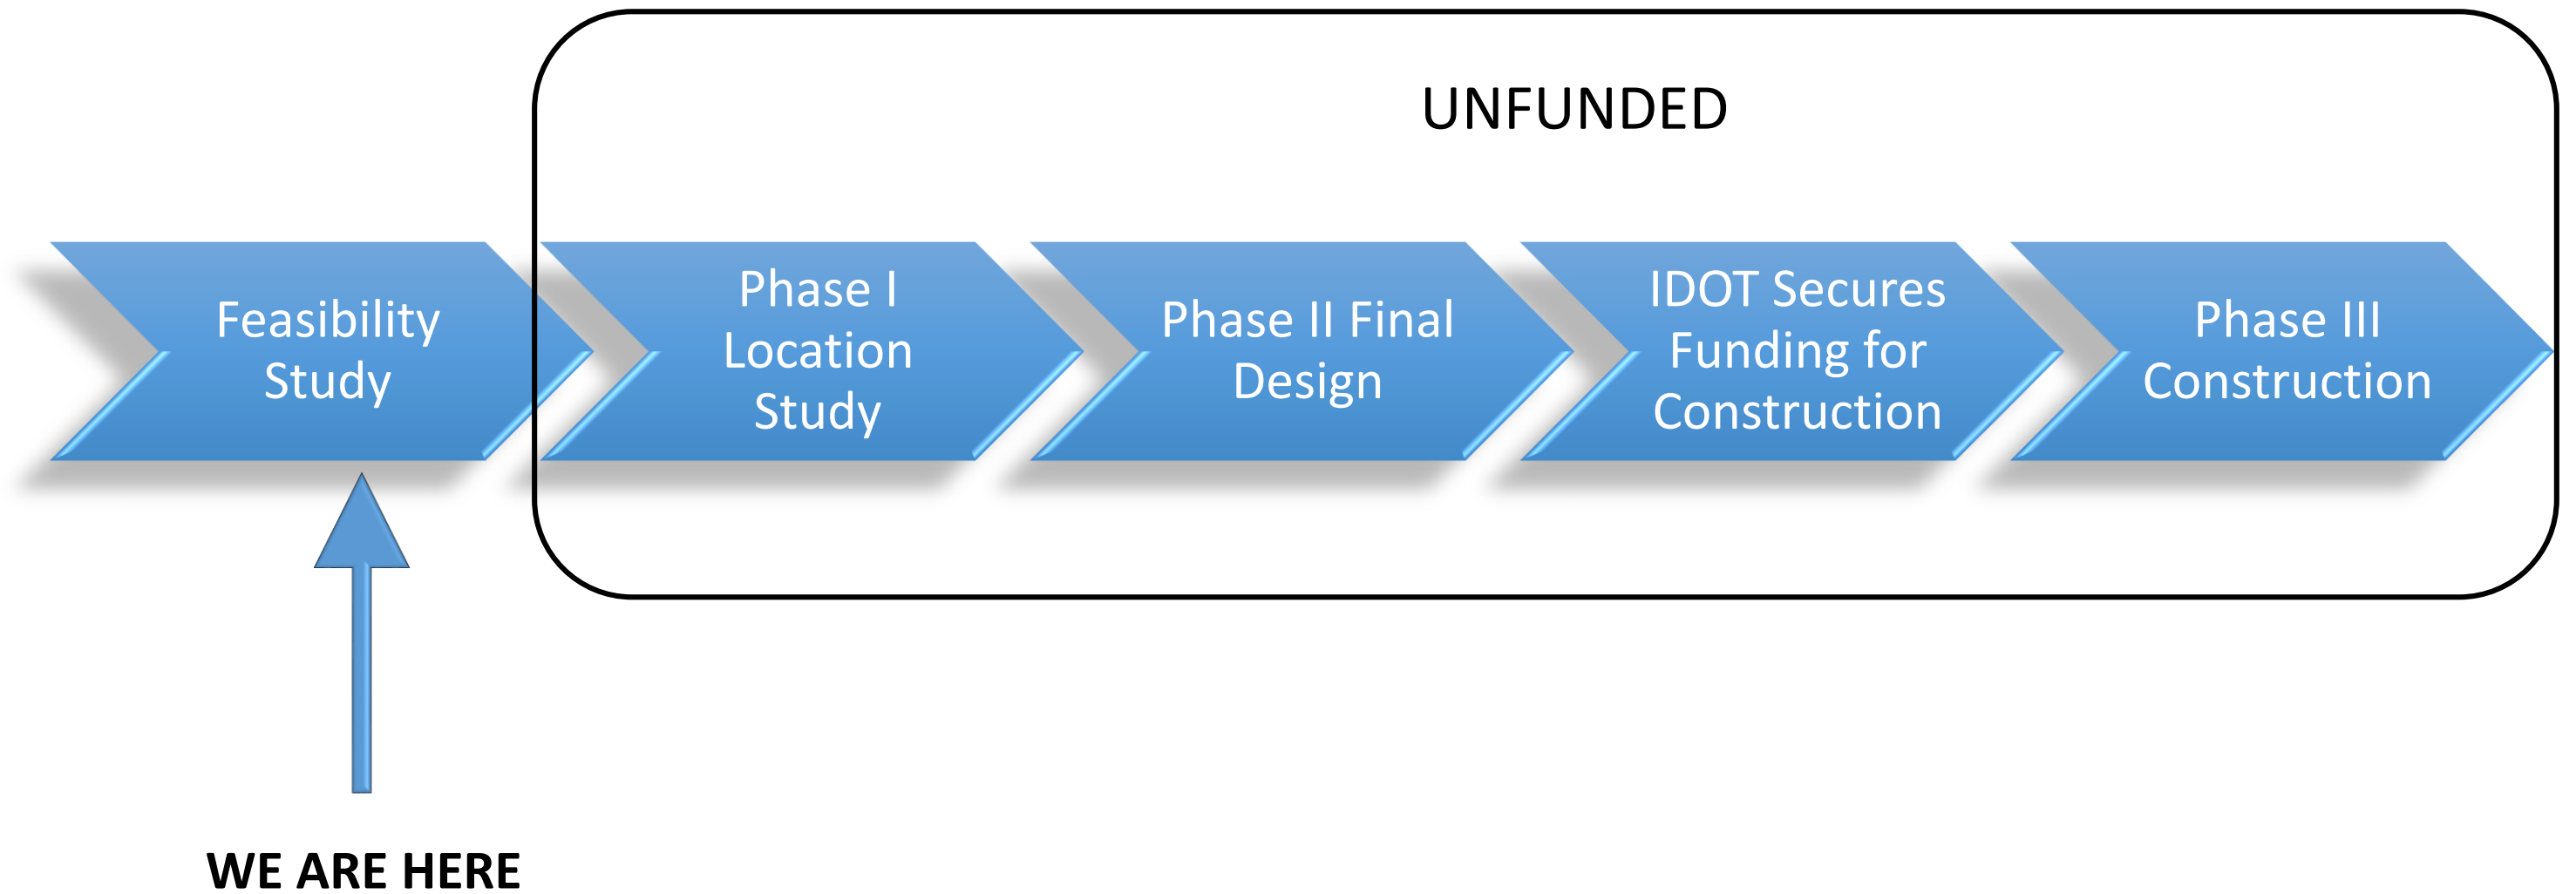 UNFUNDED
Feasibility
Study
Phase I
Location
Study
Phase II Final
Design
IDOT Secures
Funding for
Construction
Phase III
Construction
WE ARE HERE